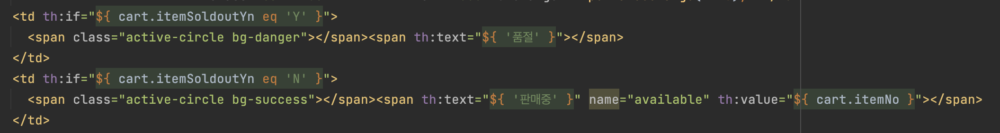 <td th:if="${ cart.itemSoldoutYn eq 'Y' }">
<span class="active-circle bg-danger"></span><span th:text="${ '품절' }"></span>
</td>
<td th:if="${ cart.itemSoldoutYn eq 'N' }">
<span class="active-circle bg-success"></span><span th:text="${ '판매중' }" name="available" th:value="${ cart.itemNo }"></span>
</td>